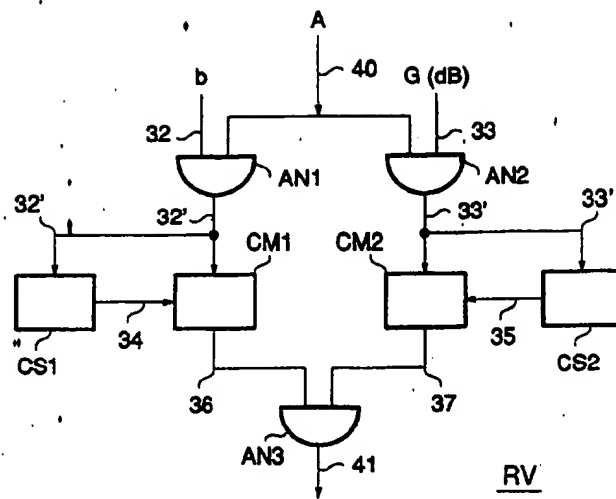 A
40
b
G (dB)
32
33
AN1
AN2
32'
32'
33'
33'
CM1
CM2
34
35
CS1
CS2
36
37
AN3
41
RV